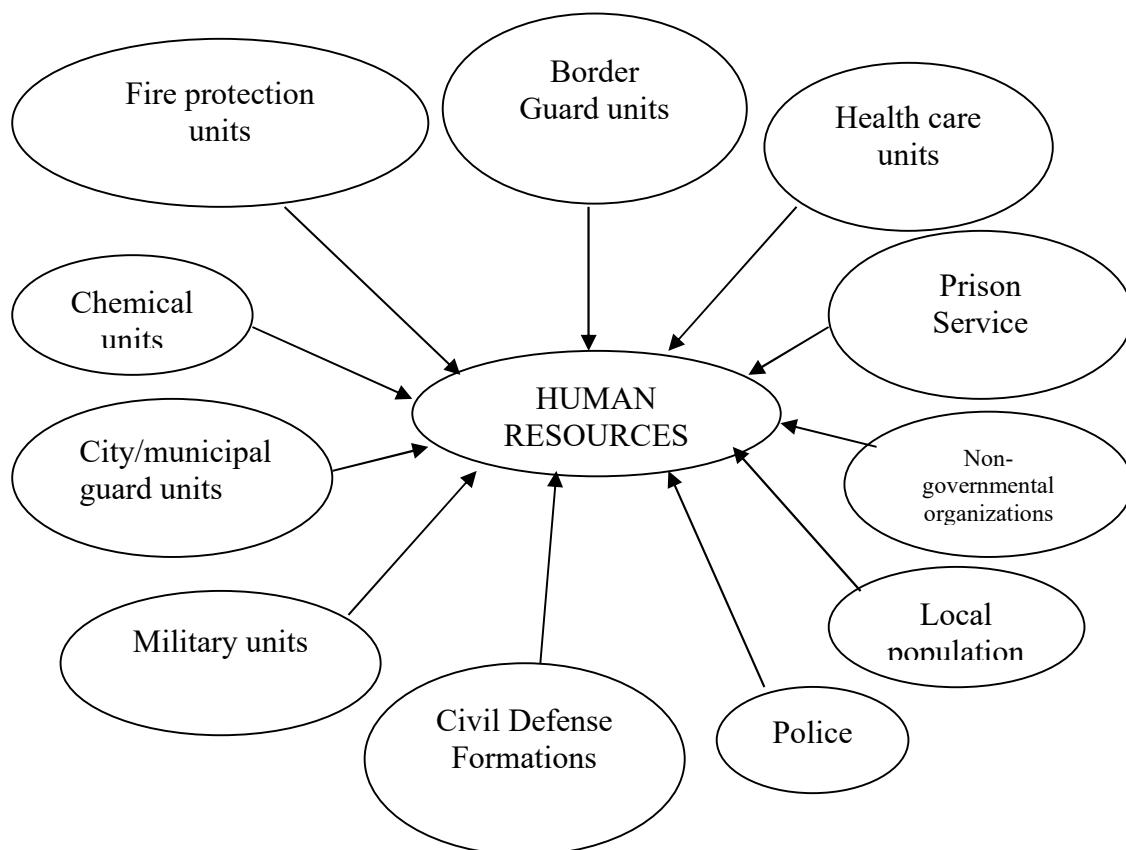 Fire protection
units
Border
Guard units
Health care
units
Chemical
units
Prison
Service
HUMAN
RESOURCES
City/municipal
guard units
Non-
governmental
organizations
Military units
Local
population
Civil Defense
Formations
Police